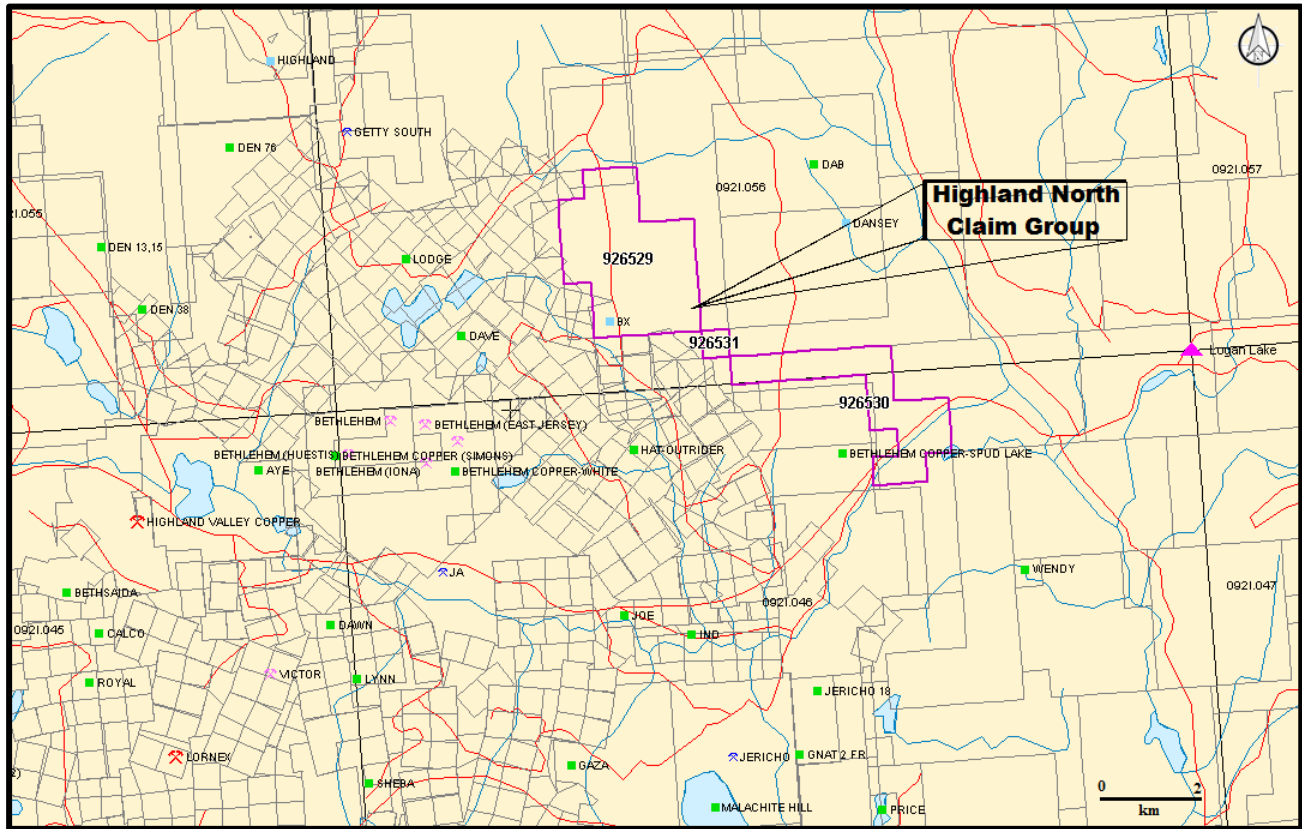 HIGHLAND
GETTY SOUTH
DEN 76
DAB
092I.056
092I.057
Highland North
Claim Group
DANSEY
DEN 13,15
LODGE
926529
DEN 38
BX
DAVE
926531
Logan Lake
926530
BETHLEHEM
BETHLEHEM (EAST JERSEY)
BETHLEHEM (HUESTIS)
BETHLEHEM COPPER (SIMONS)
HAT-OUTRIDER
BETHLEHEM COPPER-SPUD LAKE
AYE
BETHLEHEM (IONA)
BETHLEHEM COPPER-WHITE
HIGHLAND VALLEY COPPER
JA
WENDY
BETHSAIDA
092I.046
092I.047
JOE
092I.045
CALCO
DAWN
IND
VICTOR
LYNN
ROYAL
JERICHO 18
LORNEX
GAZA
JERICHO
GNAT 2 FR.
SHEBA
MALACHITE HILL
PRICE
0
2
km